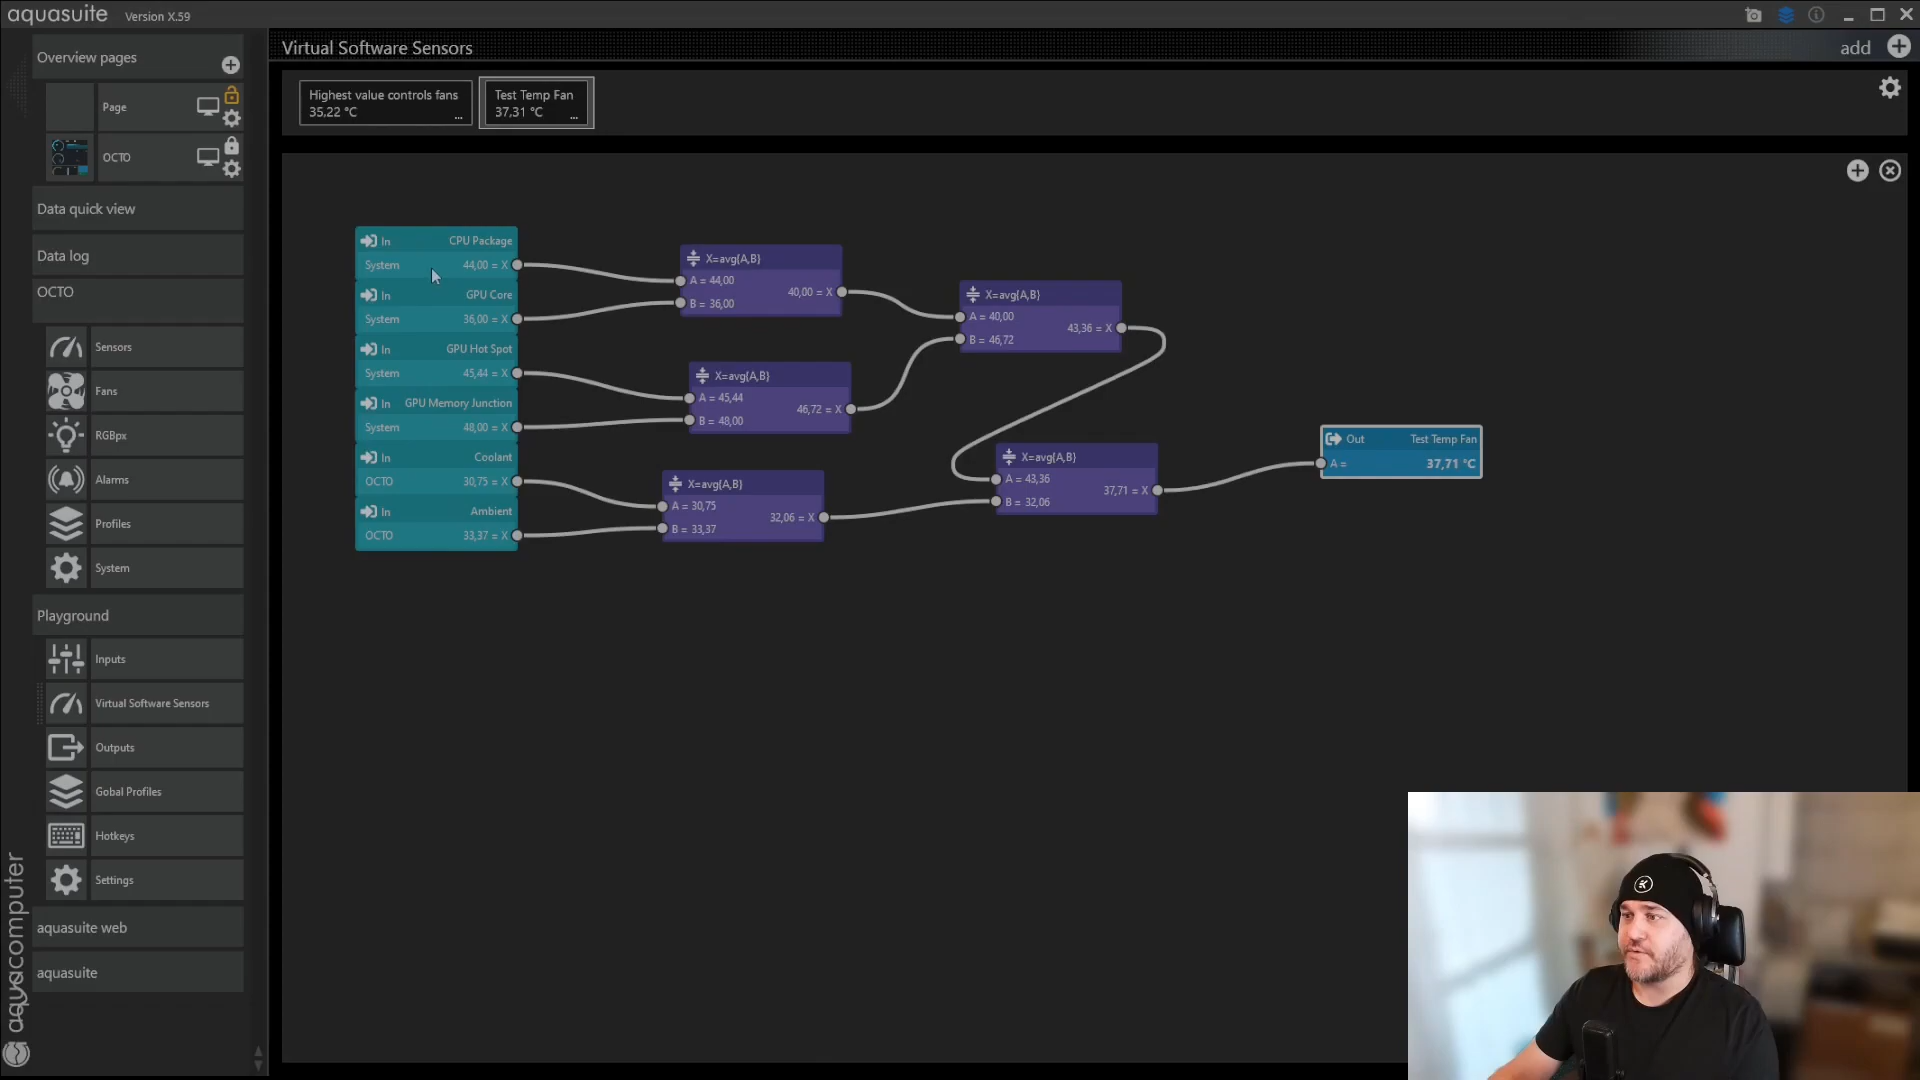 aquasuite Version X.59
Overview pages
Page
OCTO
Data quick view
Data log
OCTO
Sensors
Fans
RGBpx
Alarms
Profiles
System
Playground
Inputs
Virtual Software Sensors
Outputs
Gobal Profiles
Hotkeys
Settings
aquasuite web
aquasuite
aquacomputer
Virtual Software Sensors
add
Highest value controls fans
35,22 °C
...
Test Temp Fan
37,31 °C
...
In CPU Package
System 44,00 = X
In GPU Core
System 36,00 = X
In GPU Hot Spot
System 45,44 = X
In GPU Memory Junction
System 48,00 = X
In Coolant
OCTO 30,75 = X
In Ambient
OCTO 33,37 = X
X=avg{A,B}
A = 44,00
40,00 = X
B = 36,00
X=avg{A,B}
A = 45,44
46,72 = X
B = 48,00
X=avg{A,B}
A = 30,75
32,06 = X
B = 33,37
X=avg{A,B}
A = 40,00
43,36 = X
B = 46,72
X=avg{A,B}
A = 43,36
37,71 = X
B = 32,06
Out Test Temp Fan
A = 37,71 °C